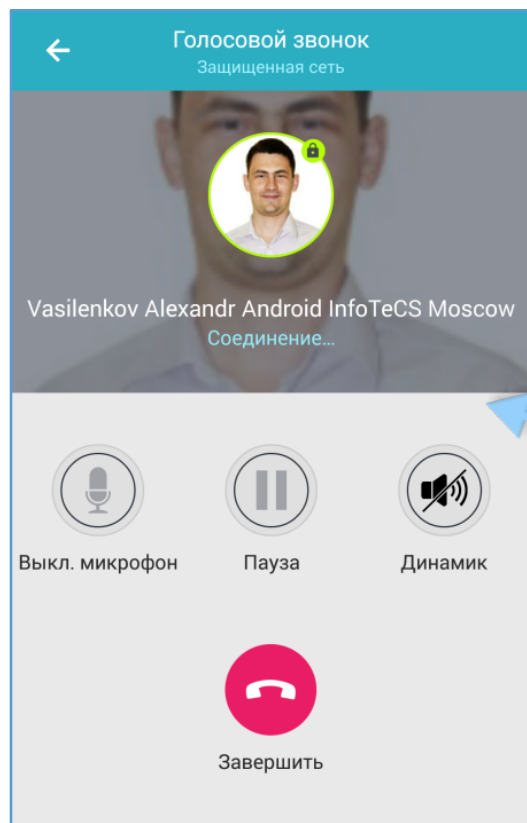 Голосовой звонок
Защищенная сеть
Vasilenkov Alexandr Android InfoTeCS Moscow
Соединение...
Выкл. микрофон
Пауза
Динамик
Завершить